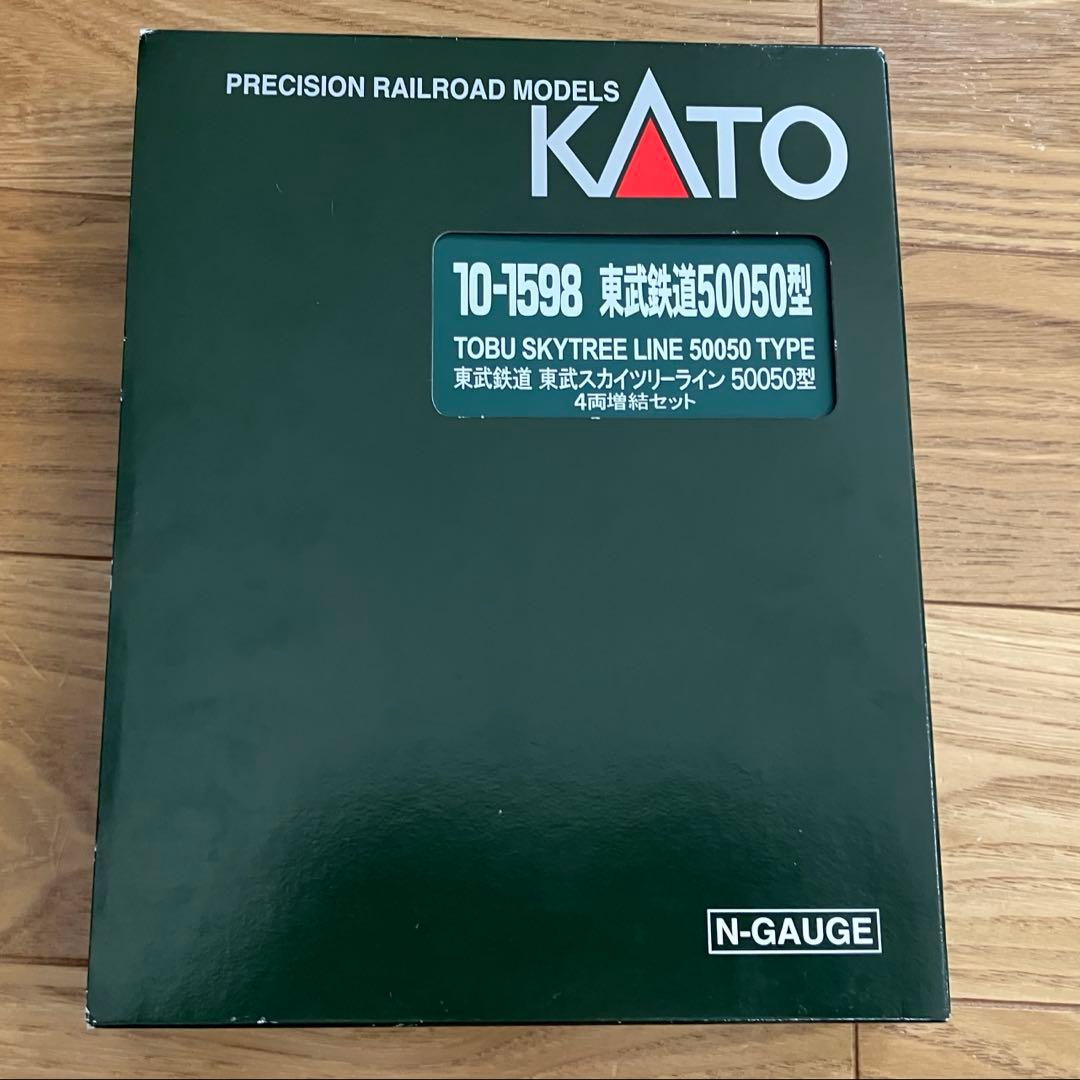 PRECISION RAILROAD MODELS
KATO
10-1598 東武鉄道50050型
TOBU SKYTREE LINE 50050 TYPE
東武鉄道 東武スカイツリーライン 50050型
4両増結セット
N-GAUGE